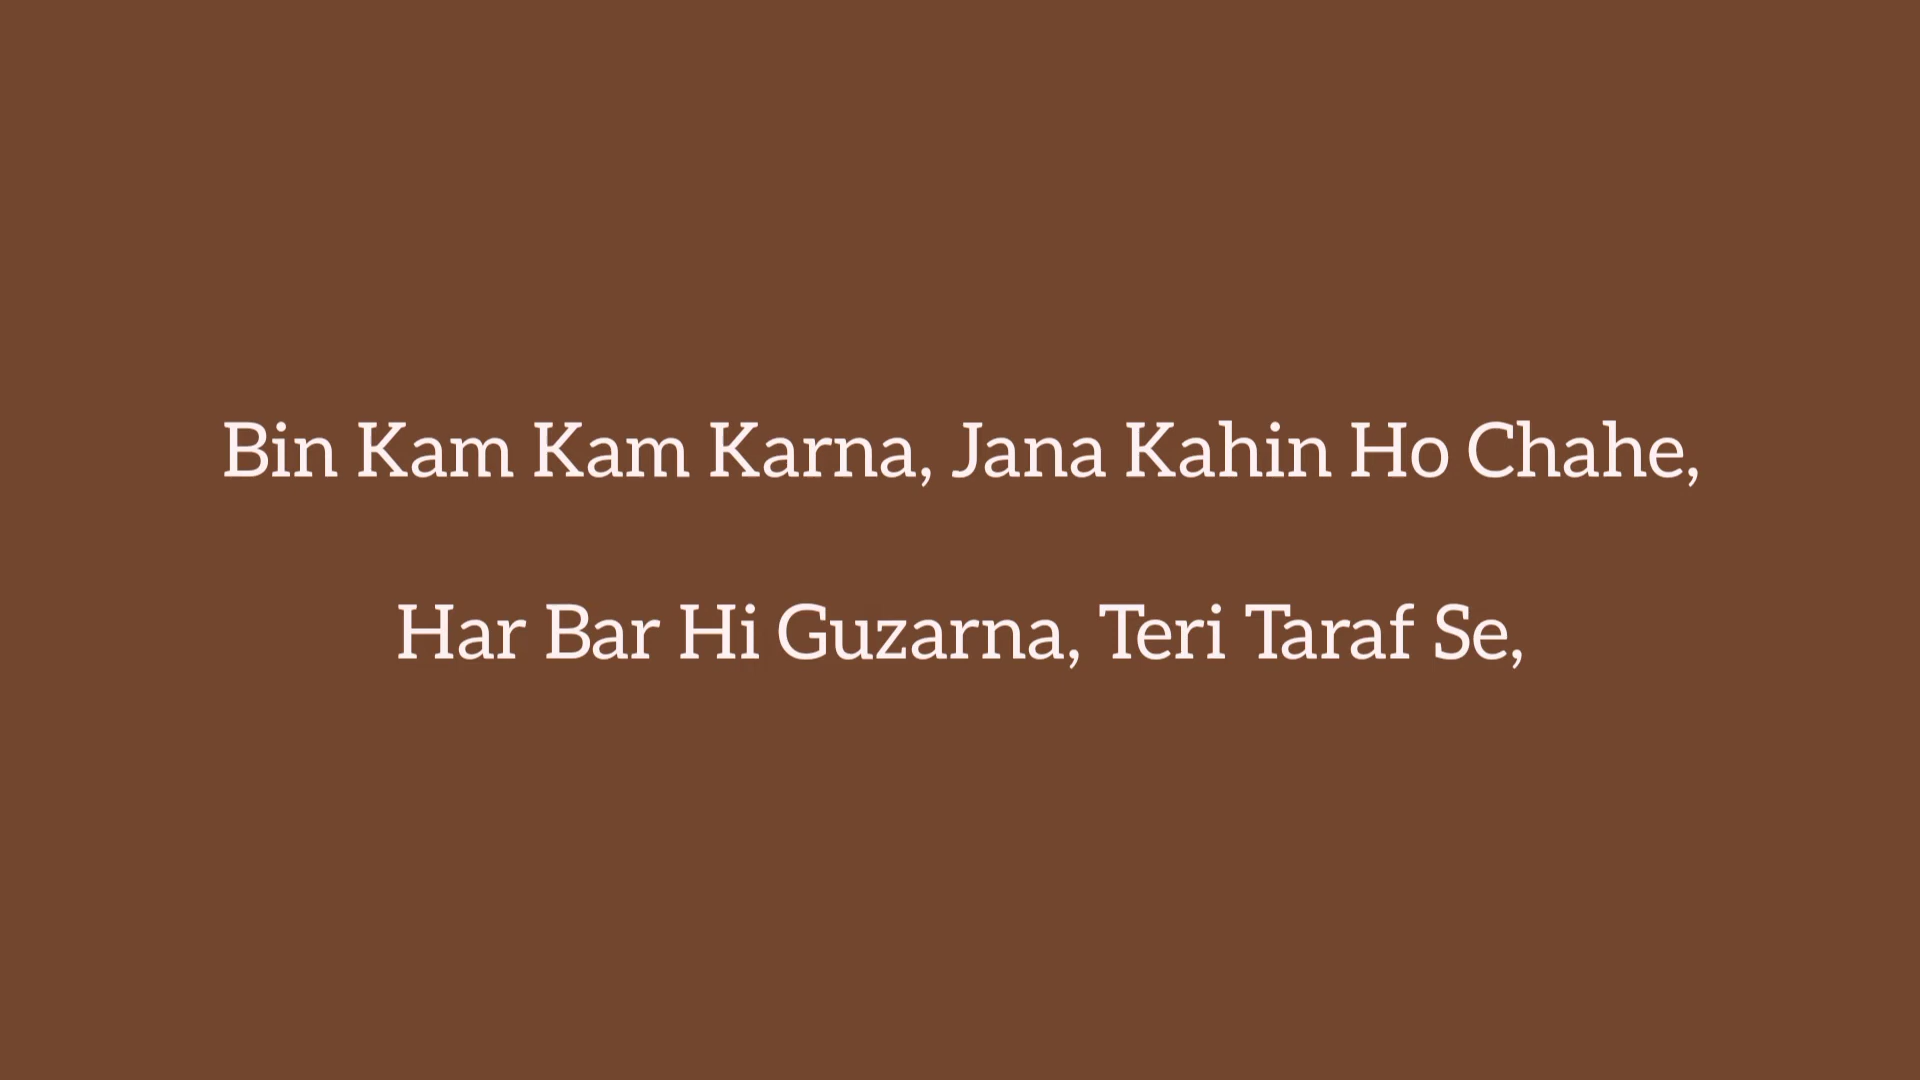 Bin Kam Kam Karna, Jana Kahin Ho Chahe,
Har Bar Hi Guzarna, Teri Taraf Se,